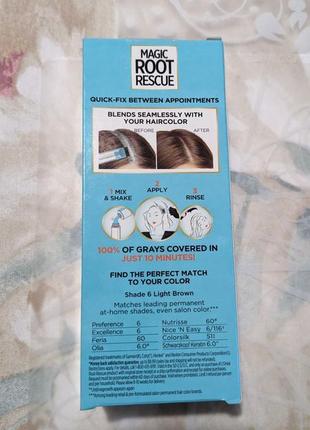 MAGIC
ROOT
RESCUE
QUICK-FIX BETWEEN APPOINTMENTS
BLENDS SEAMLESSLY WITH
YOUR HAIRCOLOR
BEFORE AFTER
1 MIX & SHAKE
2 APPLY
3 RINSE
100% OF GRAYS COVERED IN
JUST 10 MINUTES!
FIND THE PERFECT MATCH
TO YOUR COLOR
Shade 6 Light Brown
Matches leading permanent
at-home shades, even salon color.***
Preference 6 Nutrisse 60*
Excellence 6 Nice 'N Easy 6/116*
Feria 60 Colorsilk 51*
Olia 6.0* Schwarzkopf Keratin 6.0*